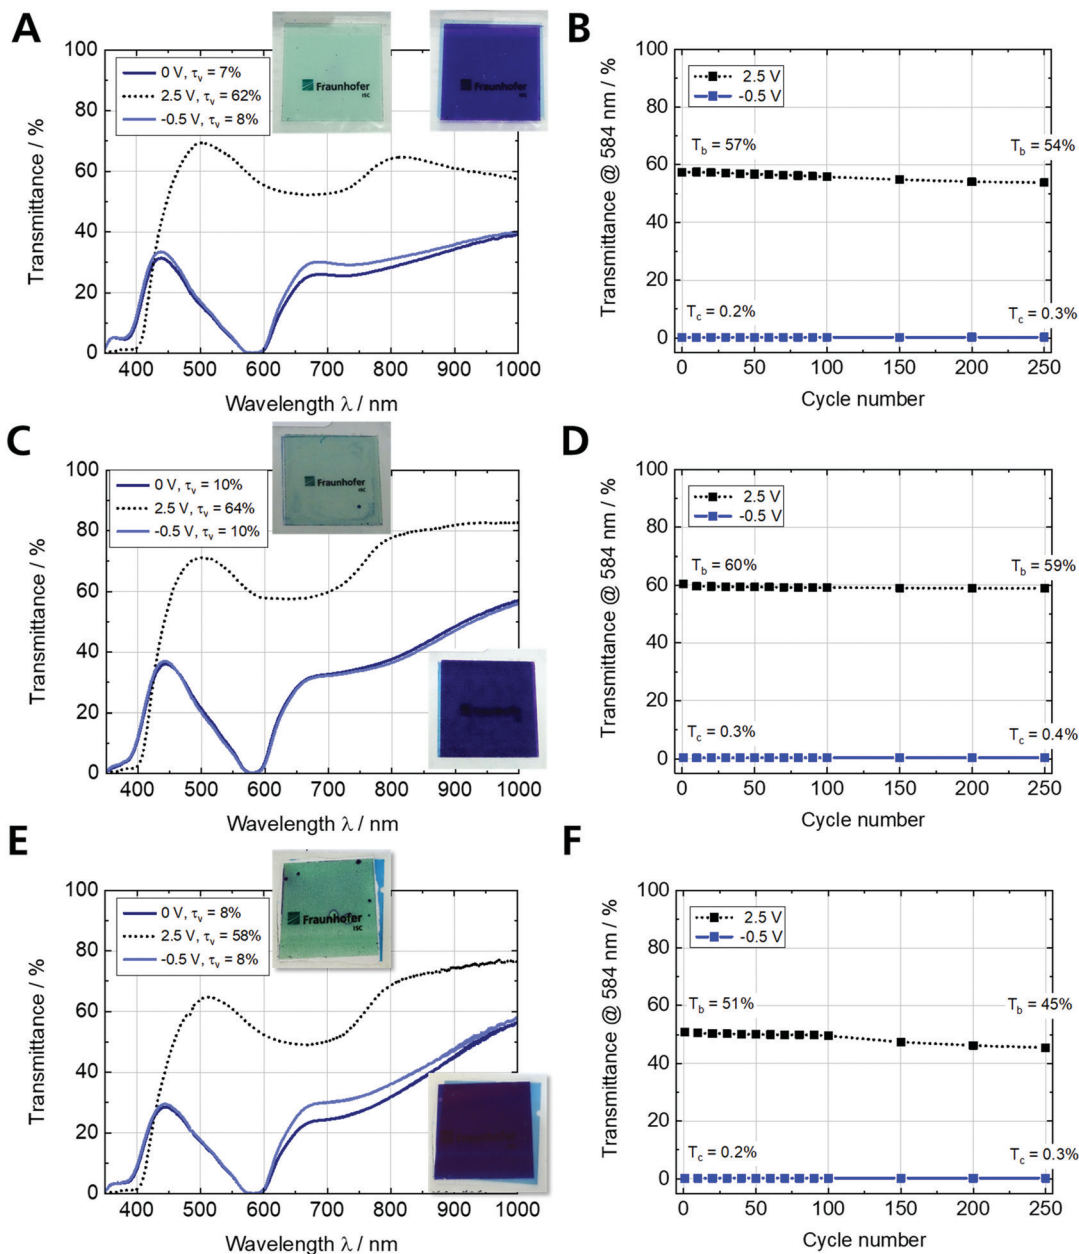 A
Transmittance / %
100
80
60
40
20
0
0 V, τv = 7%
2.5 V, τv = 62%
-0.5 V, τv = 8%
Fraunhofer
ISC
Fraunhofer
ISC
400 500 600 700 800 900 1000
Wavelength λ / nm
B
Transmittance @ 584 nm / %
100
80
60
40
20
0
2.5 V
-0.5 V
Tb = 57%
Tb = 54%
Tc = 0.2%
Tc = 0.3%
0 50 100 150 200 250
Cycle number
C
Transmittance / %
100
80
60
40
20
0
0 V, τv = 10%
2.5 V, τv = 64%
-0.5 V, τv = 10%
Fraunhofer
ISC
400 500 600 700 800 900 1000
Wavelength λ / nm
D
Transmittance @ 584 nm / %
100
80
60
40
20
0
2.5 V
-0.5 V
Tb = 60%
Tb = 59%
Tc = 0.3%
Tc = 0.4%
0 50 100 150 200 250
Cycle number
E
Transmittance / %
100
80
60
40
20
0
0 V, τv = 8%
2.5 V, τv = 58%
-0.5 V, τv = 8%
Fraunhofer
ISC
400 500 600 700 800 900 1000
Wavelength λ / nm
F
Transmittance @ 584 nm / %
100
80
60
40
20
0
2.5 V
-0.5 V
Tb = 51%
Tb = 45%
Tc = 0.2%
Tc = 0.3%
0 50 100 150 200 250
Cycle number